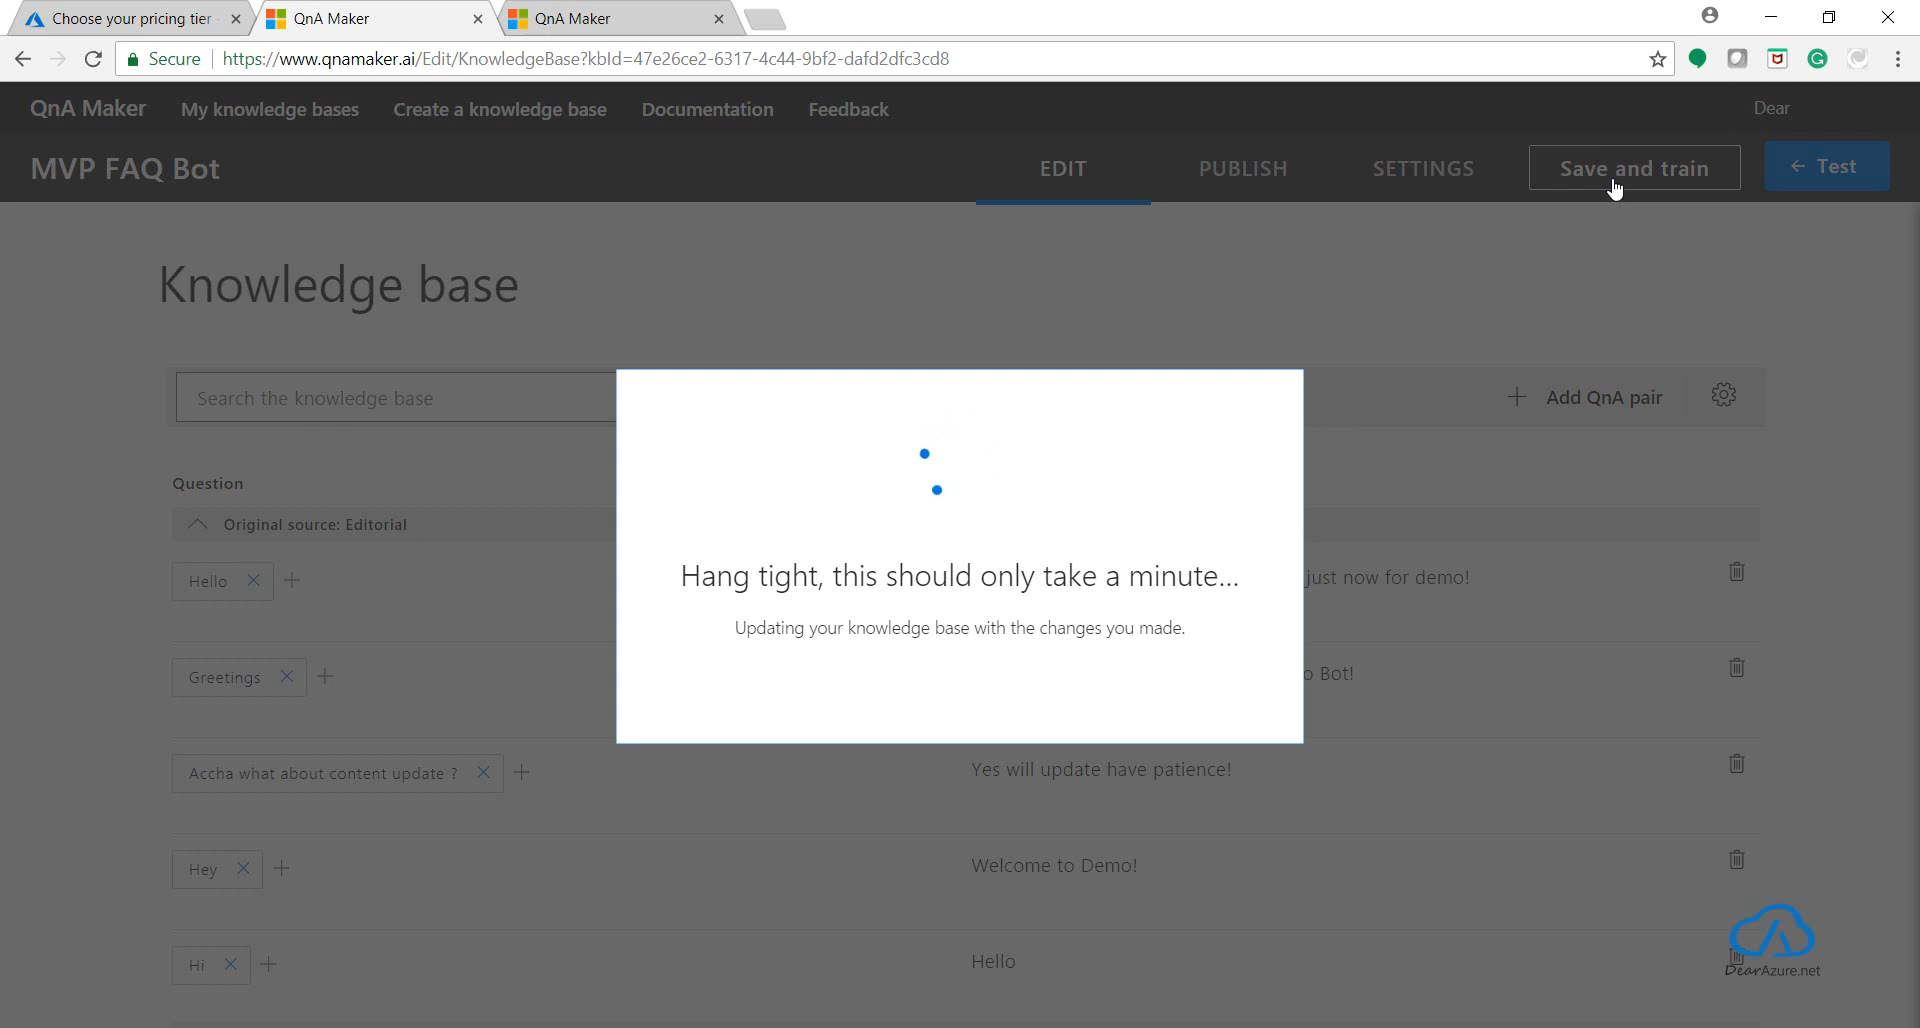 Choose your pricing tier
QnA Maker
QnA Maker
Secure
https://www.qnamaker.ai/Edit/KnowledgeBase?kbId=47e26ce2-6317-4c44-9bf2-dafd2dfc3cd8
QnA Maker My knowledge bases Create a knowledge base Documentation Feedback Dear
MVP FAQ Bot EDIT PUBLISH SETTINGS Save and train ← Test
Knowledge base
Search the knowledge base
+ Add QnA pair
Hang tight, this should only take a minute...
Updating your knowledge base with the changes you made.
Question
Original source: Editorial
Hello
just now for demo!
Greetings
o Bot!
Accha what about content update ?
Yes will update have patience!
Hey
Welcome to Demo!
Hi
Hello
DearAzure.net